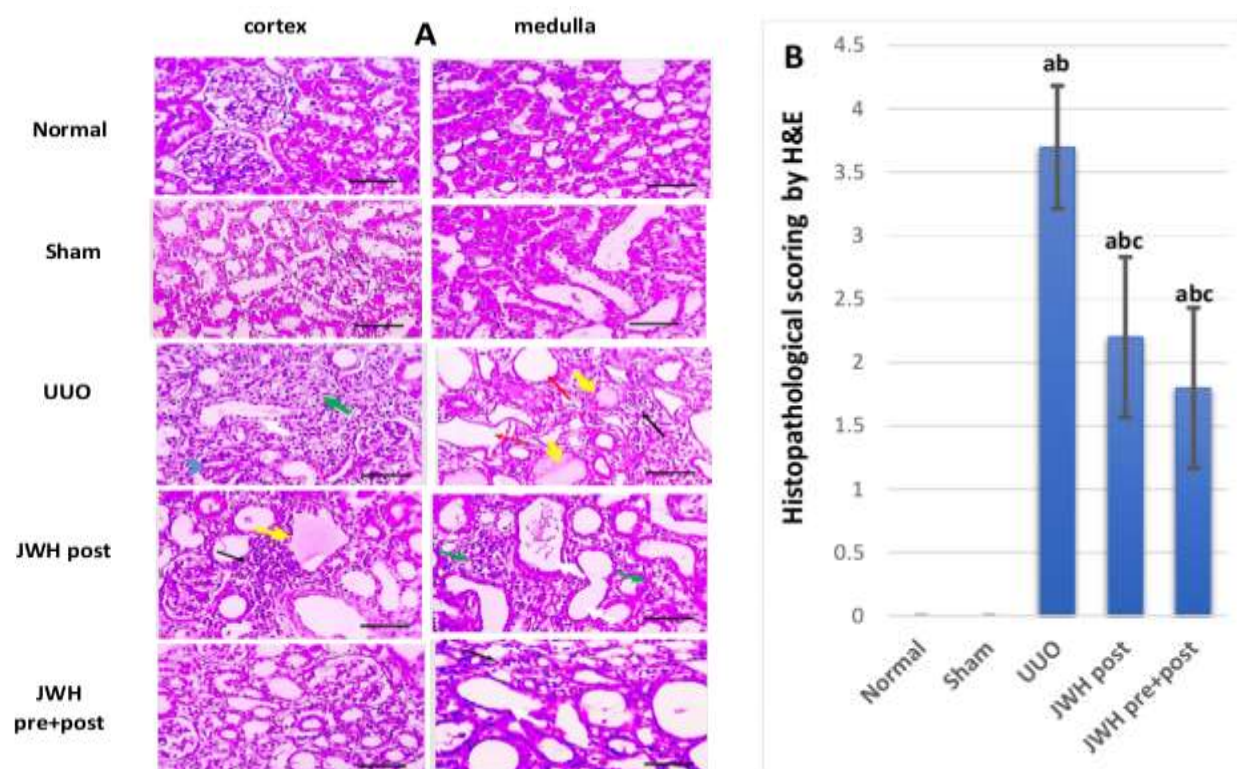 cortex
A
medulla
Normal
Sham
UUO
JWH post
JWH
pre+post
B
Histopathological scoring by H&E
4.5
4
3.5
3
2.5
2
1.5
1
0.5
0
ab
abc
abc
Normal
Sham
UUO
JWH post
JWH pre+post